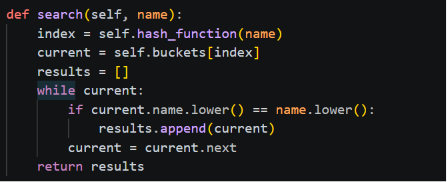 def search(self, name):
    index = self.hash_function(name)
    current = self.buckets[index]
    results = []
    while current:
        if current.name.lower() == name.lower():
            results.append(current)
        current = current.next
    return results